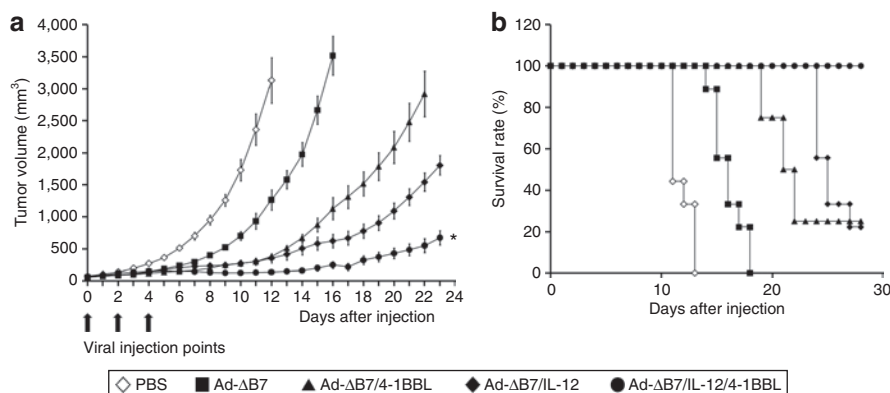 a
Tumor volume (mm³)
4,000
3,500
3,000
2,500
2,000
1,500
1,000
500
0
0 2 4 6 8 10 12 14 16 18 20 22 24
Days after injection
Viral injection points
*
b
Survival rate (%)
120
100
80
60
40
20
0
0 10 20 30
Days after injection
PBS Ad-ΔB7 Ad-ΔB7/4-1BBL Ad-ΔB7/IL-12 Ad-ΔB7/IL-12/4-1BBL